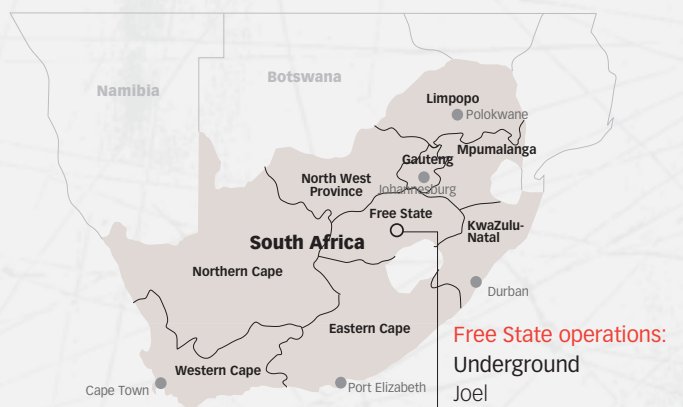 Namibia
Botswana
Limpopo
Polokwane
Mpumalanga
Gauteng
North West
Province
Johannesburg
Free State
KwaZulu-
Natal
South Africa
Northern Cape
Durban
Eastern Cape
Free State operations:
Underground
Western Cape
Cape Town
Port Elizabeth
Joel